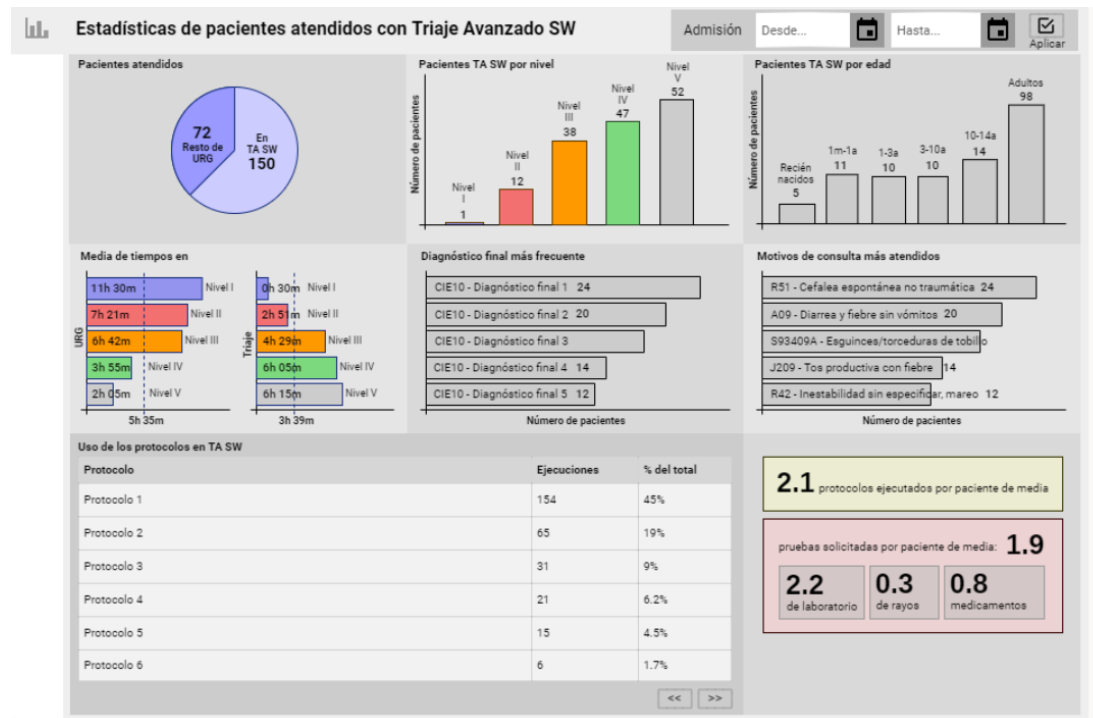 Estadísticas de pacientes atendidos con Triaje Avanzado SW
Admisión
Desde...
Hasta...
Aplicar
Pacientes atendidos
72
Resto de
URG
En
TA SW
150
Pacientes TA SW por nivel
Número de pacientes
Nivel
I
1
Nivel
II
12
Nivel
III
38
Nivel
IV
47
Nivel
V
52
Pacientes TA SW por edad
Número de pacientes
Recién
nacidos
5
1m-1a
11
1-3a
10
3-10a
10
10-14a
14
Adultos
98
Media de tiempos en
URG
11h 30m Nivel I
7h 21m Nivel II
6h 42m Nivel III
3h 55m Nivel IV
2h 05m Nivel V
5h 35m
Triaje
0h 30m Nivel I
2h 51m Nivel II
4h 29m Nivel III
6h 05m Nivel IV
6h 15m Nivel V
3h 39m
Diagnóstico final más frecuente
CIE10 - Diagnóstico final 1 24
CIE10 - Diagnóstico final 2 20
CIE10 - Diagnóstico final 3
CIE10 - Diagnóstico final 4 14
CIE10 - Diagnóstico final 5 12
Número de pacientes
Motivos de consulta más atendidos
R51 - Cefalea espontánea no traumática 24
A09 - Diarrea y fiebre sin vómitos 20
S93409A - Esguinces/torceduras de tobillo
J209 - Tos productiva con fiebre 14
R42 - Inestabilidad sin especificar, mareo 12
Número de pacientes
Uso de los protocolos en TA SW
Protocolo Ejecuciones % del total
Protocolo 1 154 45%
Protocolo 2 65 19%
Protocolo 3 31 9%
Protocolo 4 21 6.2%
Protocolo 5 15 4.5%
Protocolo 6 6 1.7%
<< >>
2.1 protocolos ejecutados por paciente de media
pruebas solicitadas por paciente de media: 1.9
2.2
de laboratorio
0.3
de rayos
0.8
medicamentos